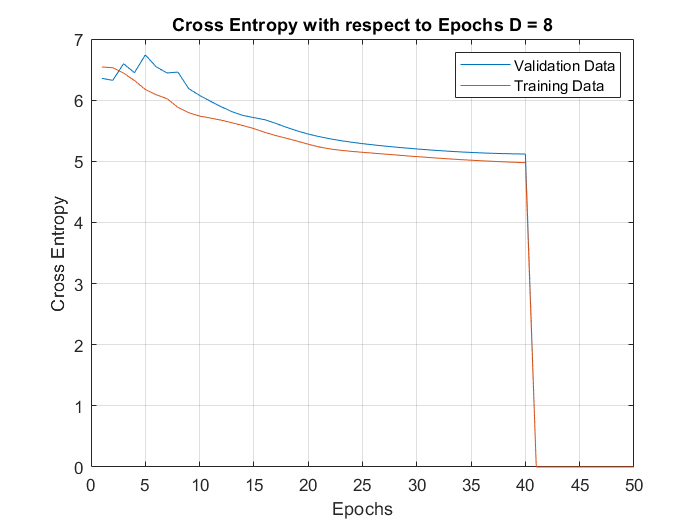 Cross Entropy with respect to Epochs D = 8
Validation Data
Training Data
Cross Entropy
7
6
5
4
3
2
1
0
0 5 10 15 20 25 30 35 40 45 50
Epochs